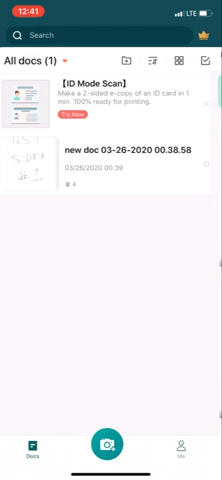 12:41
LTE
Search
All docs (1)
【ID Mode Scan】
Make a 2-sided e-copy of an ID card in 1
min. 100% ready for printing.
Try Now
new doc 03-26-2020 00.38.58
03/26/2020 00:39
4
SIDE A
# 1
Docs
Me